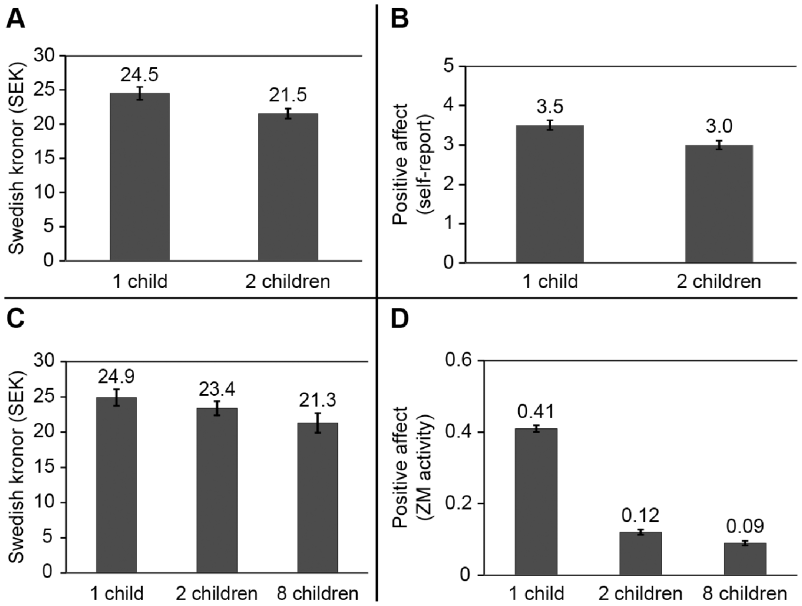 A
Swedish kronor (SEK)
30
25
20
15
10
5
0
24.5
21.5
1 child
2 children
B
Positive affect
(self-report)
5
4
3
2
1
0
3.5
3.0
1 child
2 children
C
Swedish kronor (SEK)
30
25
20
15
10
5
0
24.9
23.4
21.3
1 child
2 children
8 children
D
Positive affect
(ZM activity)
0.6
0.4
0.2
0
0.41
0.12
0.09
1 child
2 children
8 children